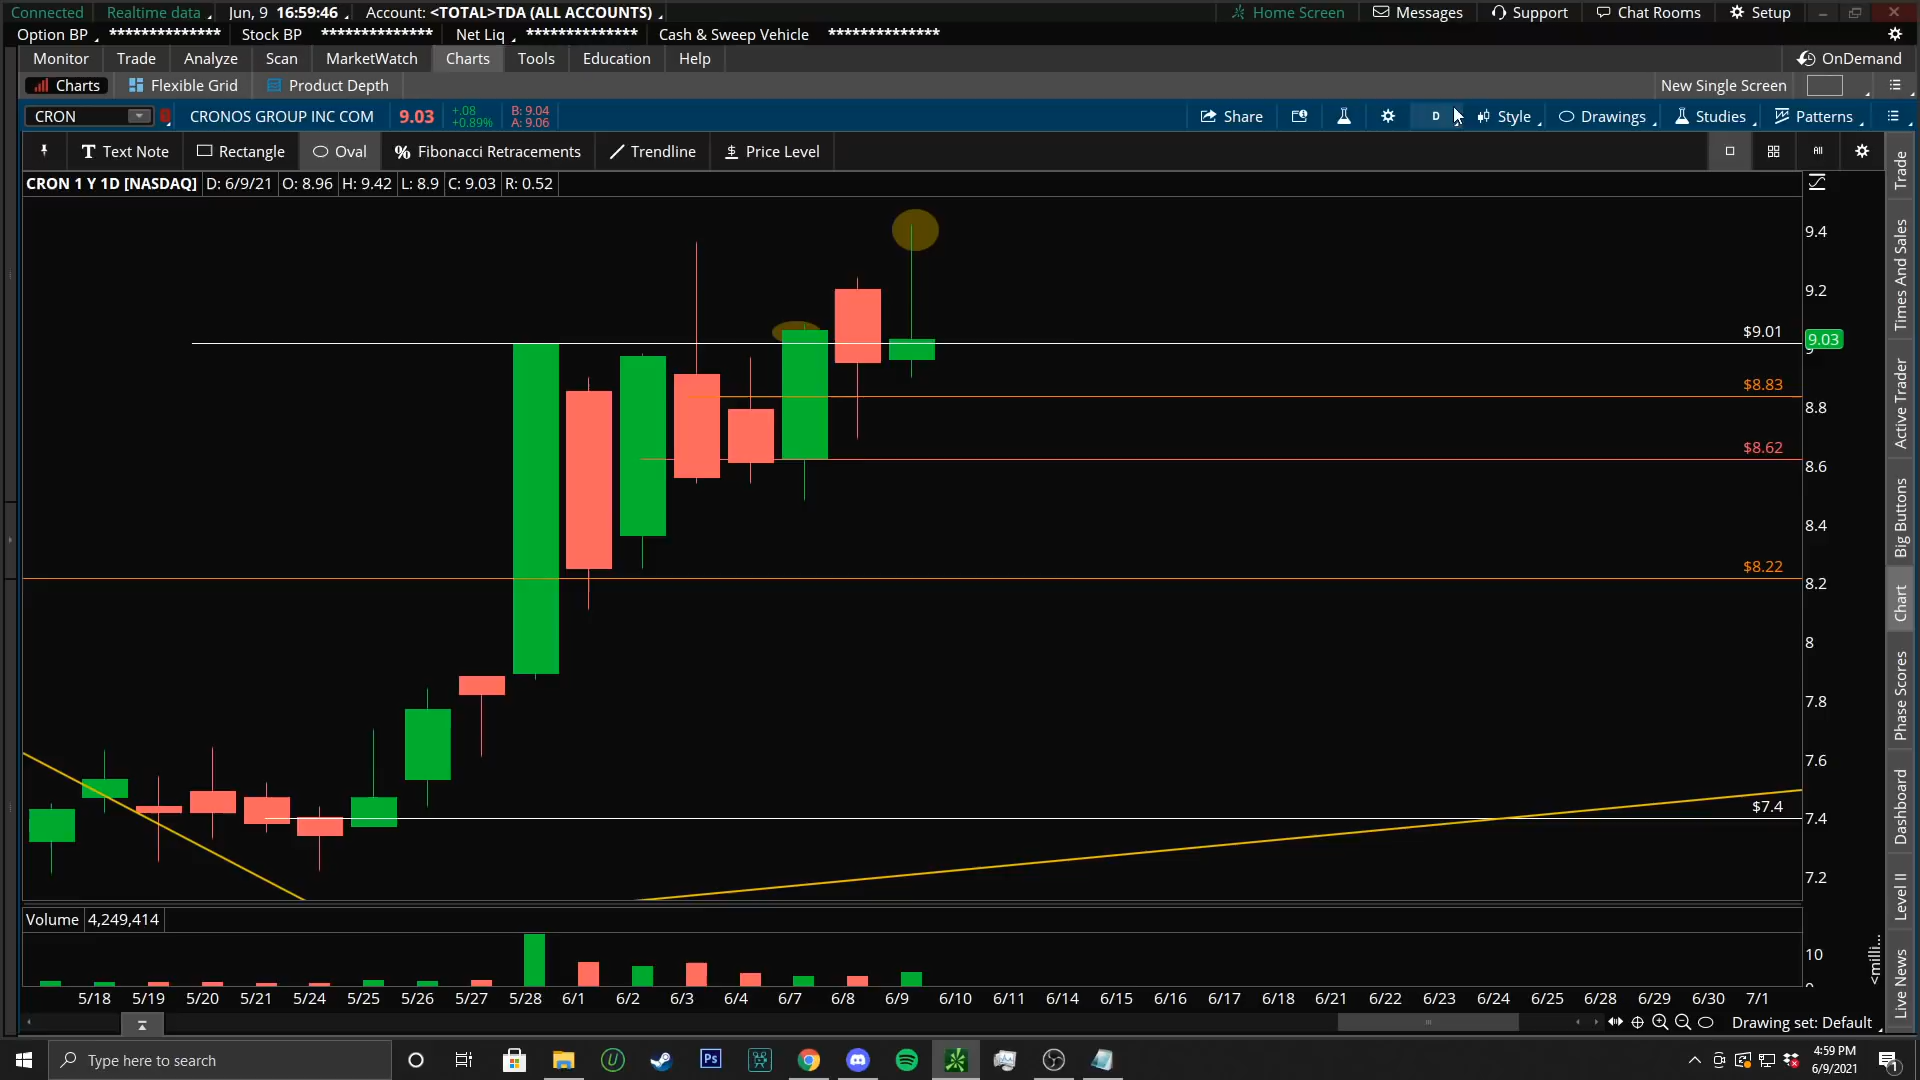 Connected Realtime data Jun, 9 16:59:46 Account: <TOTAL>TDA (ALL ACCOUNTS) Home Screen Messages Support Chat Rooms Setup
Option BP ************** Stock BP ************** Net Liq ************** Cash & Sweep Vehicle **************
Monitor Trade Analyze Scan MarketWatch Charts Tools Education Help OnDemand
Charts Flexible Grid Product Depth New Single Screen
CRON CRONOS GROUP INC COM 9.03 +.08 +0.89% B: 9.04 A: 9.06 Share D Style Drawings Studies Patterns
T Text Note Rectangle Oval % Fibonacci Retracements Trendline $ Price Level All
CRON 1 Y 1D [NASDAQ] D: 6/9/21 O: 8.96 H: 9.42 L: 8.9 C: 9.03 R: 0.52
9.4
9.2
$9.01 9.03
9
$8.83
8.8
$8.62
8.6
8.4
$8.22
8.2
8
7.8
7.6
$7.4
7.4
7.2
Volume 4,249,414
10
<milli...
5/18 5/19 5/20 5/21 5/24 5/25 5/26 5/27 5/28 6/1 6/2 6/3 6/4 6/7 6/8 6/9 6/10 6/11 6/14 6/15 6/16 6/17 6/18 6/21 6/22 6/23 6/24 6/25 6/28 6/29 6/30 7/1
Drawing set: Default
Trade
Times And Sales
Active Trader
Big Buttons
Chart
Phase Scores
Dashboard
Level II
Live News
Type here to search
Ps
4:59 PM
6/9/2021
1